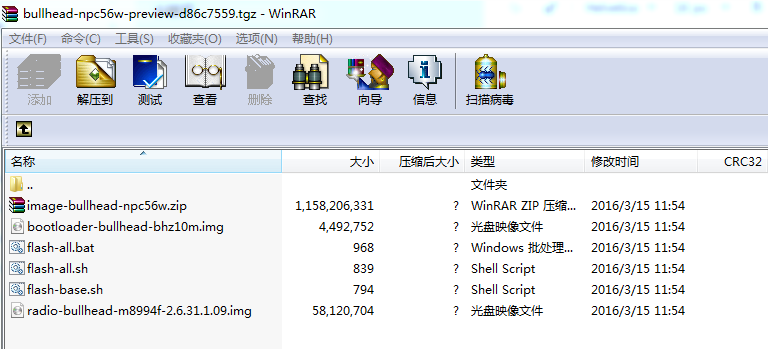 bullhead-npc56w-preview-d86c7559.tgz - WinRAR
文件(F) 命令(C) 工具(S) 收藏夹(O) 选项(N) 帮助(H)
添加 解压到 测试 查看 删除 查找 向导 信息 扫描病毒
名称 大小 压缩后大小 类型 修改时间 CRC32
.. 文件夹
image-bullhead-npc56w.zip 1,158,206,331 ? WinRAR ZIP 压缩... 2016/3/15 11:54
bootloader-bullhead-bhz10m.img 4,492,752 ? 光盘映像文件 2016/3/15 11:54
flash-all.bat 968 ? Windows 批处理... 2016/3/15 11:54
flash-all.sh 839 ? Shell Script 2016/3/15 11:54
flash-base.sh 794 ? Shell Script 2016/3/15 11:54
radio-bullhead-m8994f-2.6.31.1.09.img 58,120,704 ? 光盘映像文件 2016/3/15 11:54